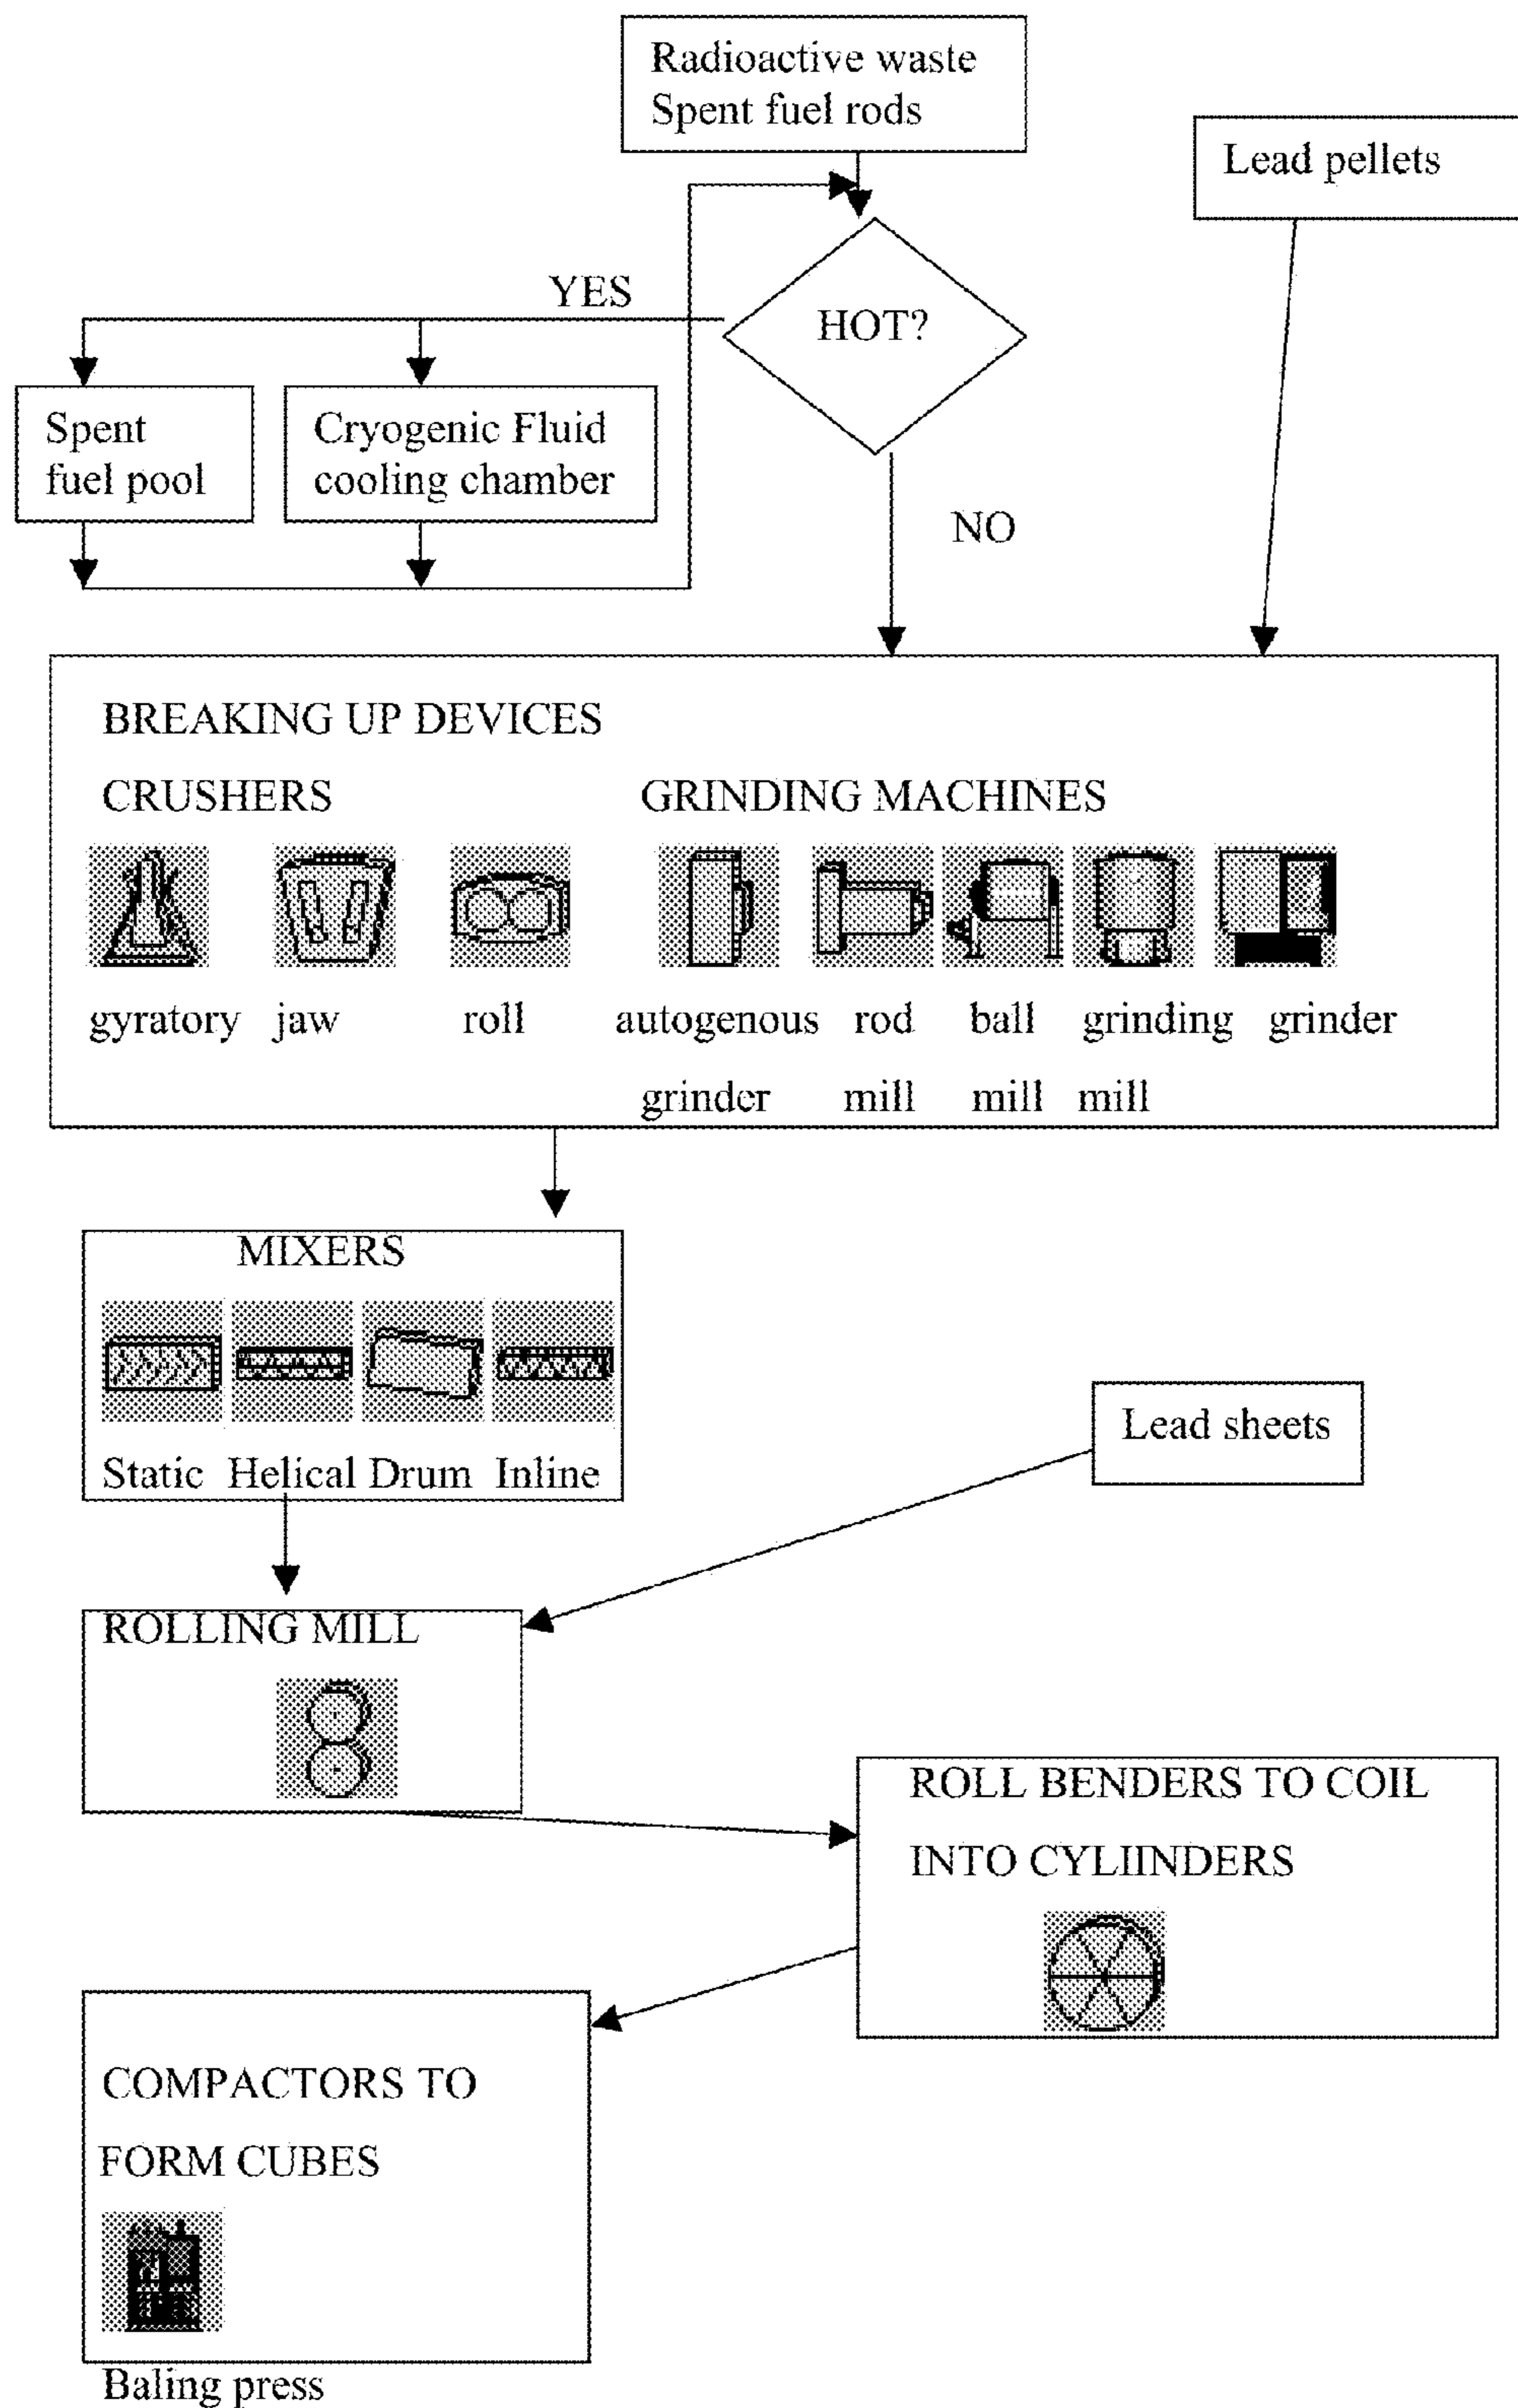 Radioactive waste
Spent fuel rods
Lead pellets
YES
HOT?
Spent
fuel pool
Cryogenic Fluid
cooling chamber
NO
BREAKING UP DEVICES
CRUSHERS GRINDING MACHINES
gyratory jaw roll autogenous rod ball grinding grinder
grinder mill mill mill
MIXERS
Static Helical Drum Inline
Lead sheets
ROLLING MILL
ROLL BENDERS TO COIL
INTO CYLIINDERS
COMPACTORS TO
FORM CUBES
Baling press